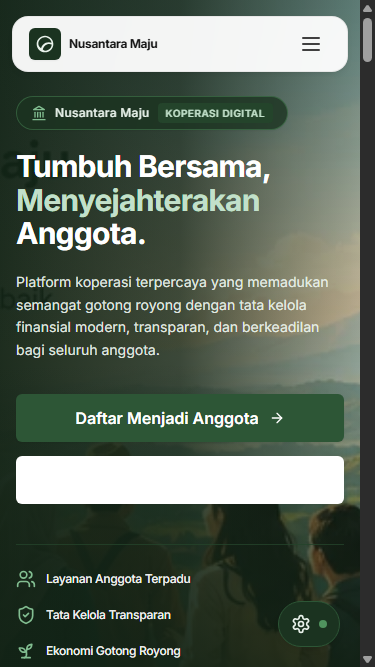 Nusantara Maju
Nusantara Maju KOPERASI DIGITAL
Tumbuh Bersama,
Menyejahterakan
Anggota.
Platform koperasi terpercaya yang memadukan
semangat gotong royong dengan tata kelola
finansial modern, transparan, dan berkeadilan
bagi seluruh anggota.
Daftar Menjadi Anggota
Layanan Anggota Terpadu
Tata Kelola Transparan
Ekonomi Gotong Royong